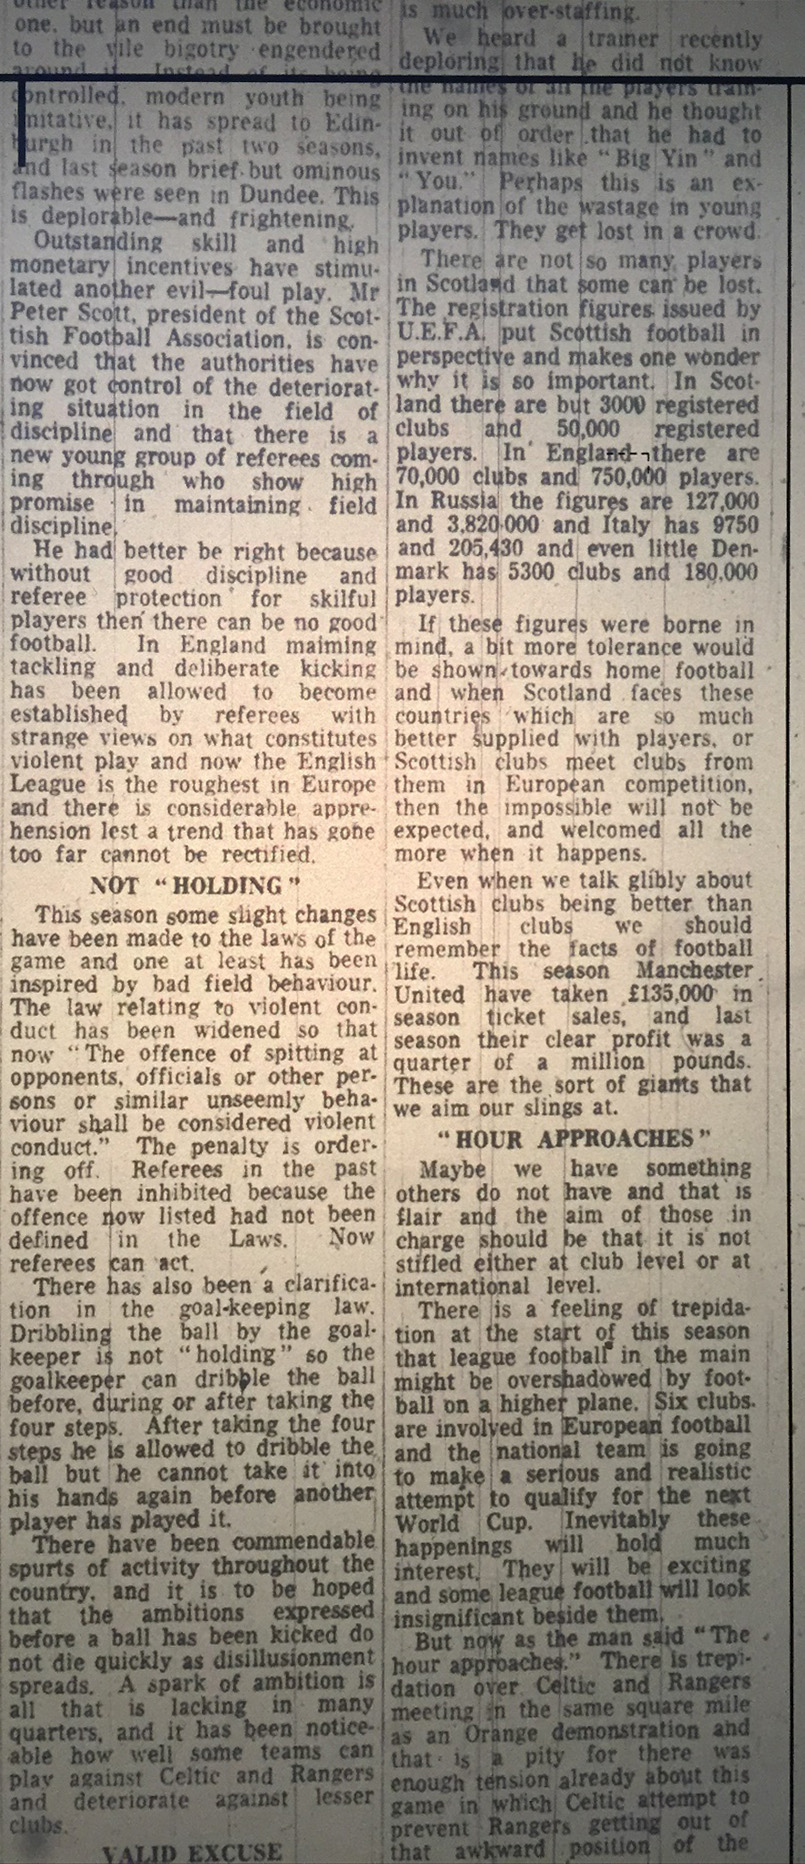 other reason than the economic
one, but an end must be brought
to the vile bigotry engendered
around it. Instead of its being
controlled, modern youth being
imitative, it has spread to Edin-
burgh in the past two seasons,
and last season brief but ominous
flashes were seen in Dundee. This
is deplorable—and frightening.
Outstanding skill and high
monetary incentives have stimu-
lated another evil—foul play. Mr
Peter Scott, president of the Scot-
tish Football Association, is con-
vinced that the authorities have
now got control of the deteriorat-
ing situation in the field of
discipline and that there is a
new young group of referees com-
ing through who show high
promise in maintaining field
discipline.
He had better be right because
without good discipline and
referee protection for skilful
players then there can be no good
football. In England maiming
tackling and deliberate kicking
has been allowed to become
established by referees with
strange views on what constitutes
violent play and now the English
League is the roughest in Europe
and there is considerable appre-
hension lest a trend that has gone
too far cannot be rectified.
NOT "HOLDING"
This season some slight changes
have been made to the laws of the
game and one at least has been
inspired by bad field behaviour.
The law relating to violent con-
duct has been widened so that
now "The offence of spitting at
opponents, officials or other per-
sons or similar unseemly beha-
viour shall be considered violent
conduct." The penalty is order-
ing off. Referees in the past
have been inhibited because the
offence now listed had not been
defined in the Laws. Now
referees can act.
There has also been a clarifica-
tion in the goal-keeping law.
Dribbling the ball by the goal-
keeper is not "holding" so the
goalkeeper can dribble the ball
before, during or after taking the
four steps. After taking the four
steps he is allowed to dribble the
ball but he cannot take it into
his hands again before another
player has played it.
There have been commendable
spurts of activity throughout the
country, and it is to be hoped
that the ambitions expressed
before a ball has been kicked do
not die quickly as disillusionment
spreads. A spark of ambition is
all that is lacking in many
quarters, and it has been notice-
able how well some teams can
play against Celtic and Rangers
and deteriorate against lesser
clubs.
VALID EXCUSE
is much over-staffing.
We heard a trainer recently
deploring that he did not know
the names of all the players train-
ing on his ground and he thought
it out of order that he had to
invent names like "Big Yin" and
"You." Perhaps this is an ex-
planation of the wastage in young
players. They get lost in a crowd.
There are not so many players
in Scotland that some can be lost.
The registration figures issued by
U.E.F.A. put Scottish football in
perspective and makes one wonder
why it is so important. In Scot-
land there are but 3000 registered
clubs and 50,000 registered
players. In England there are
70,000 clubs and 750,000 players.
In Russia the figures are 127,000
and 3,820,000 and Italy has 9750
and 205,430 and even little Den-
mark has 5300 clubs and 180,000
players.
If these figures were borne in
mind, a bit more tolerance would
be shown towards home football
and when Scotland faces these
countries which are so much
better supplied with players, or
Scottish clubs meet clubs from
them in European competition,
then the impossible will not be
expected, and welcomed all the
more when it happens.
Even when we talk glibly about
Scottish clubs being better than
English clubs we should
remember the facts of football
life. This season Manchester
United have taken £135,000 in
season ticket sales, and last
season their clear profit was a
quarter of a million pounds.
These are the sort of giants that
we aim our slings at.
"HOUR APPROACHES"
Maybe we have something
others do not have and that is
flair and the aim of those in
charge should be that it is not
stifled either at club level or at
international level.
There is a feeling of trepida-
tion at the start of this season
that league football in the main
might be overshadowed by foot-
ball on a higher plane. Six clubs
are involved in European football
and the national team is going
to make a serious and realistic
attempt to qualify for the next
World Cup. Inevitably these
happenings will hold much
interest. They will be exciting
and some league football will look
insignificant beside them.
But now as the man said "The
hour approaches." There is trepi-
dation over Celtic and Rangers
meeting in the same square mile
as an Orange demonstration and
that is a pity for there was
enough tension already about this
game in which Celtic attempt to
prevent Rangers getting out of
that awkward position of the